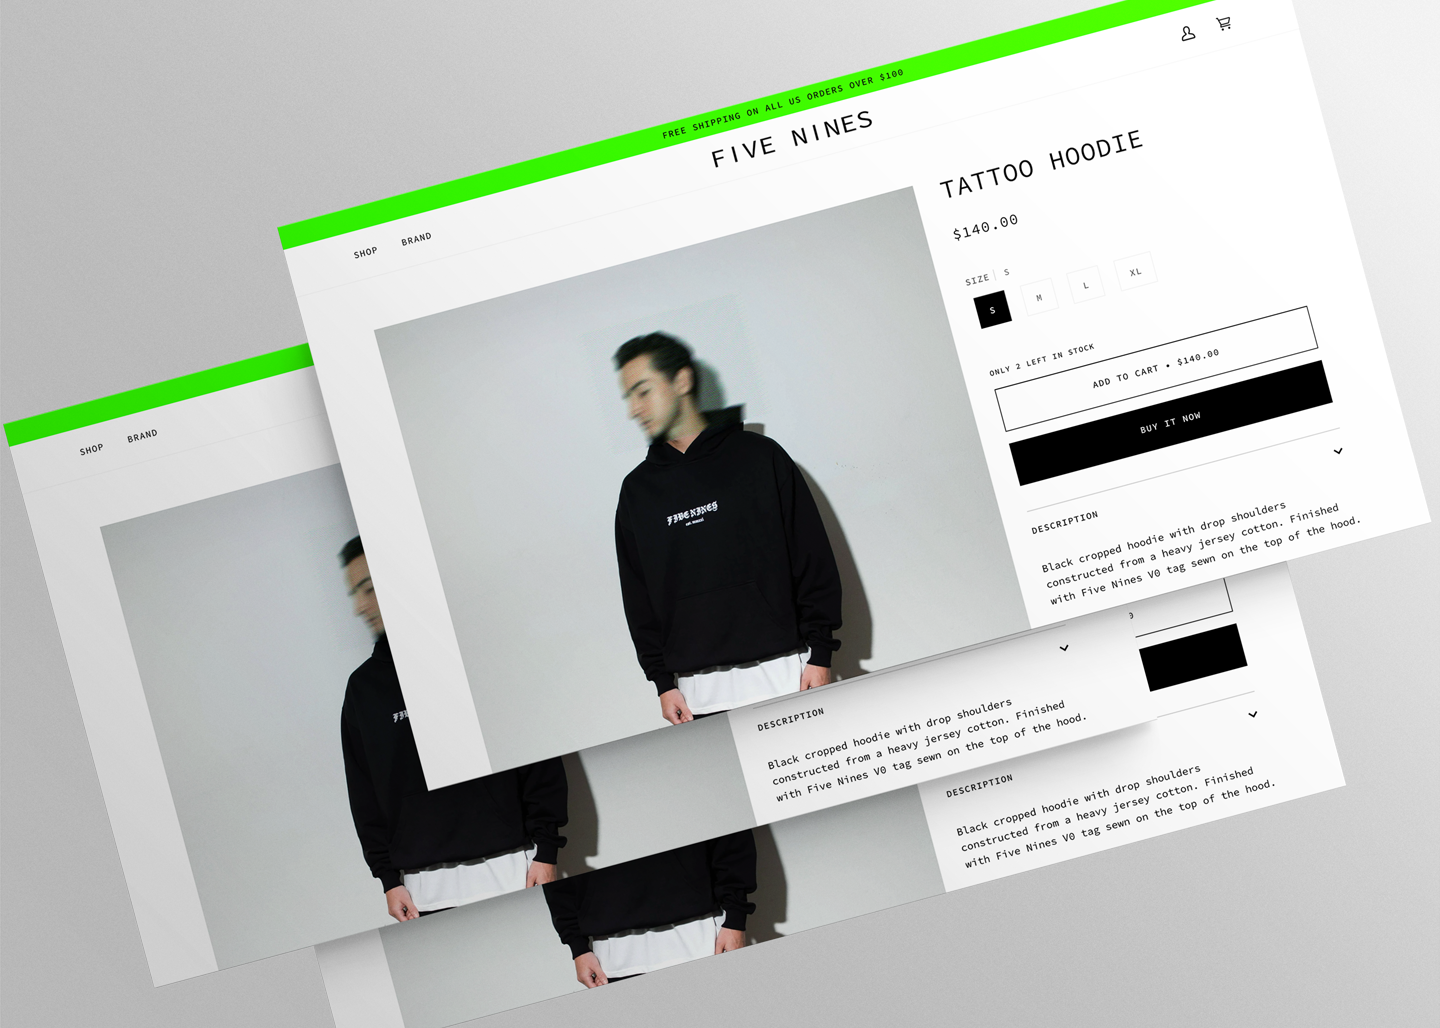 FREE SHIPPING ON ALL US ORDERS OVER $100
FIVE NINES
SHOP BRAND
TATTOO HOODIE
$140.00
SIZE S
S M L XL
ONLY 2 LEFT IN STOCK
ADD TO CART • $140.00
BUY IT NOW
DESCRIPTION
Black cropped hoodie with drop shoulders
constructed from a heavy jersey cotton. Finished
with Five Nines V0 tag sewn on the top of the hood.
FIVE NINES
SHOP BRAND
DESCRIPTION
Black cropped hoodie with drop shoulders
constructed from a heavy jersey cotton. Finished
with Five Nines V0 tag sewn on the top of the hood.
DESCRIPTION
Black cropped hoodie with drop shoulders
constructed from a heavy jersey cotton. Finished
with Five Nines V0 tag sewn on the top of the hood.